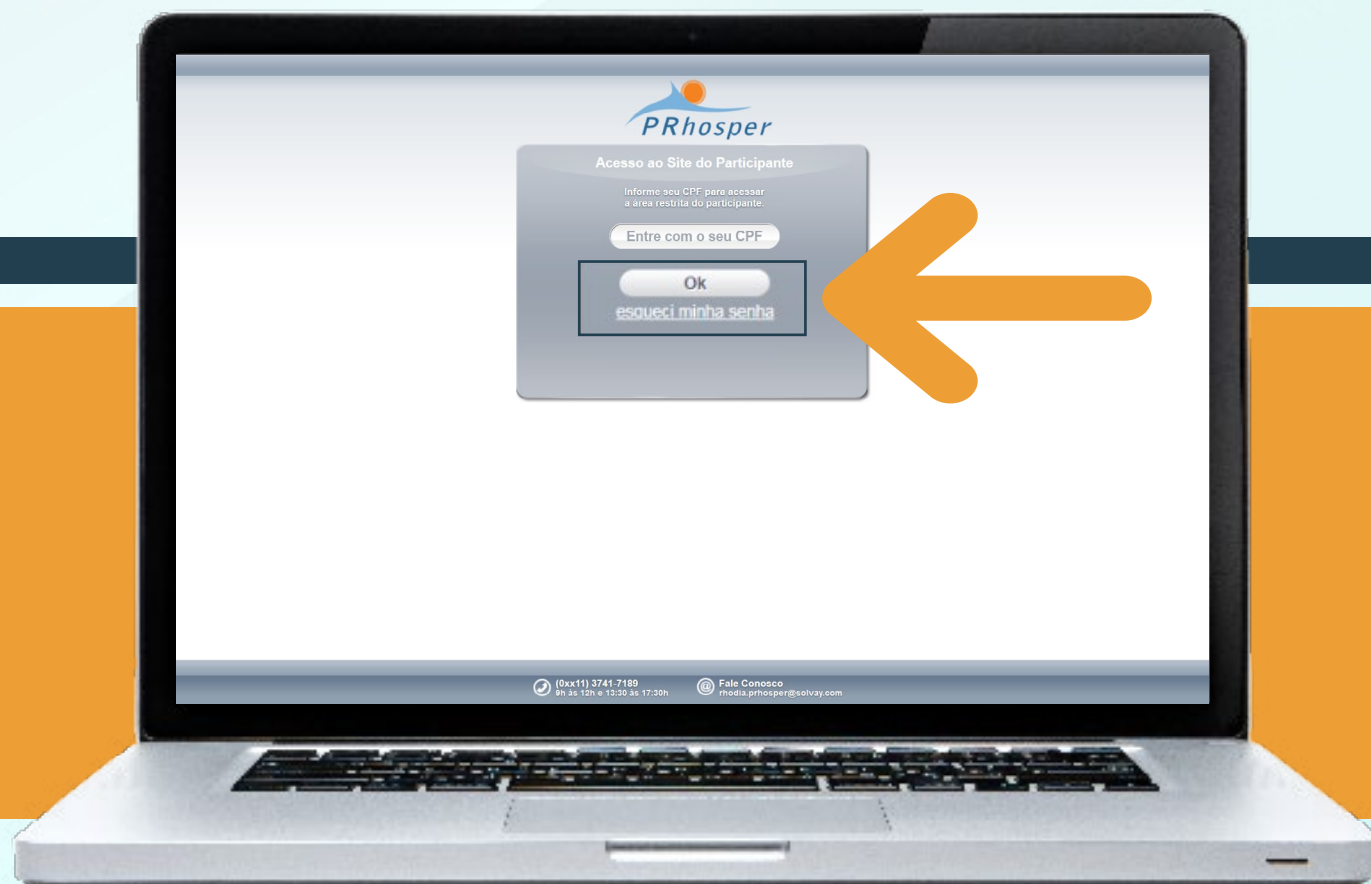 PRhosper
Acesso ao Site do Participante
Informe seu CPF para acessar
a área restrita do participante.
Entre com o seu CPF
Ok
esqueci minha senha
(0xx11) 3741-7189
9h às 12h e 13:30 às 17:30h
Fale Conosco
rhodia.prhosper@solvay.com